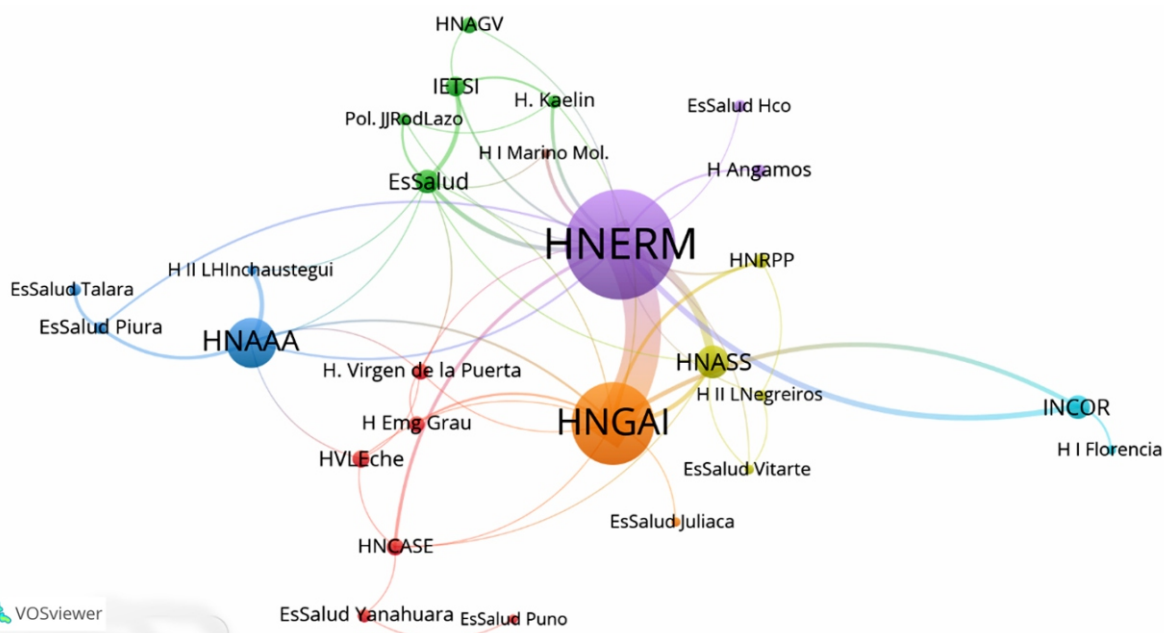 HNAGV
IETSI
H. Kaelin
EsSalud Hco
Pol. JJRodLazo
H I Marino Mol.
H Angamos
EsSalud
HNERM
HNRPP
H II LHInchaustegui
EsSalud Talara
EsSalud Piura
HNAAA
HNASS
H. Virgen de la Puerta
H II LNegreiros
INCOR
H Emg Grau
HNGAI
H I Florencia
HVLEche
EsSalud Vitarte
EsSalud Juliaca
HNCASE
EsSalud Yanahuara
EsSalud Puno
VOSviewer